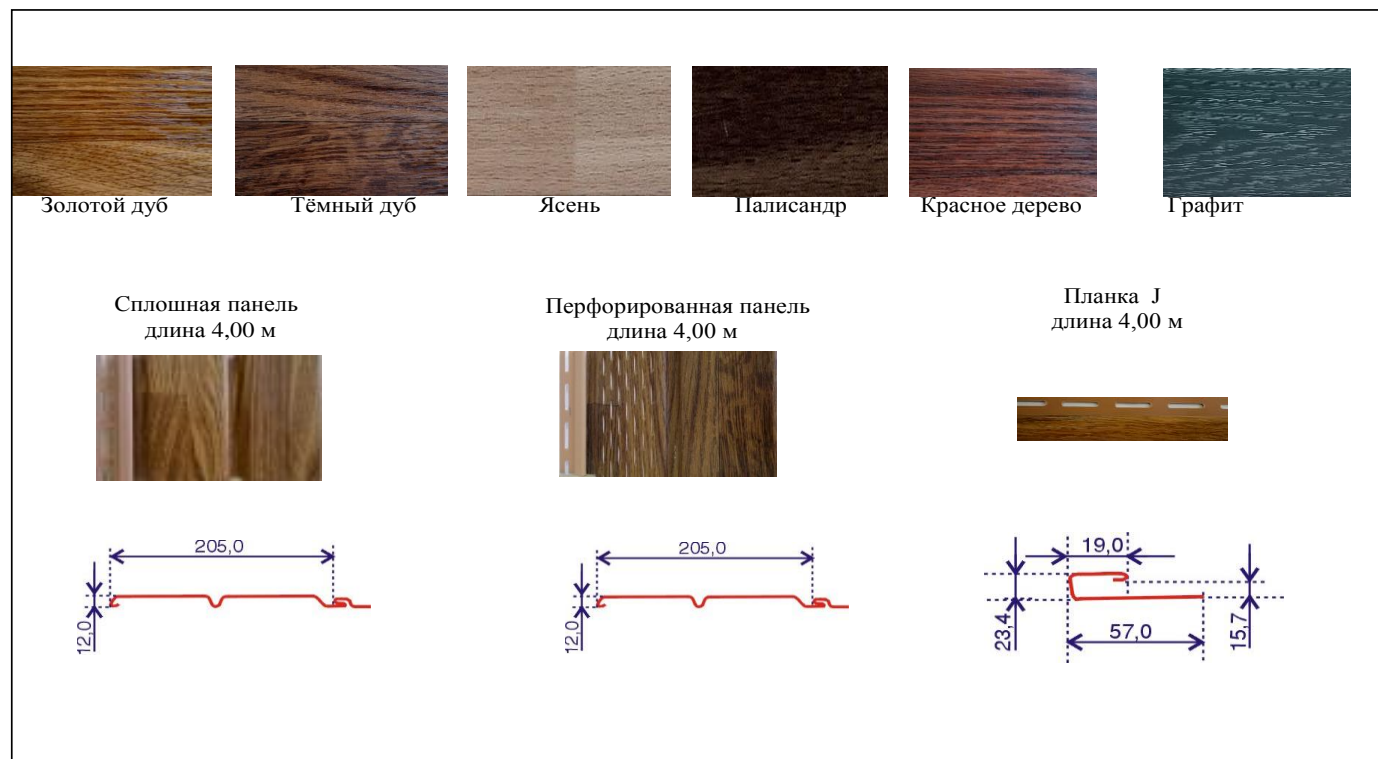 Золотой дуб
Тёмный дуб
Ясень
Палисандр
Красное дерево
Графит
Сплошная панель
длина 4,00 м
Перфорированная панель
длина 4,00 м
Планка J
длина 4,00 м
205,0
12,0
205,0
12,0
19,0
23,4
57,0
15,7